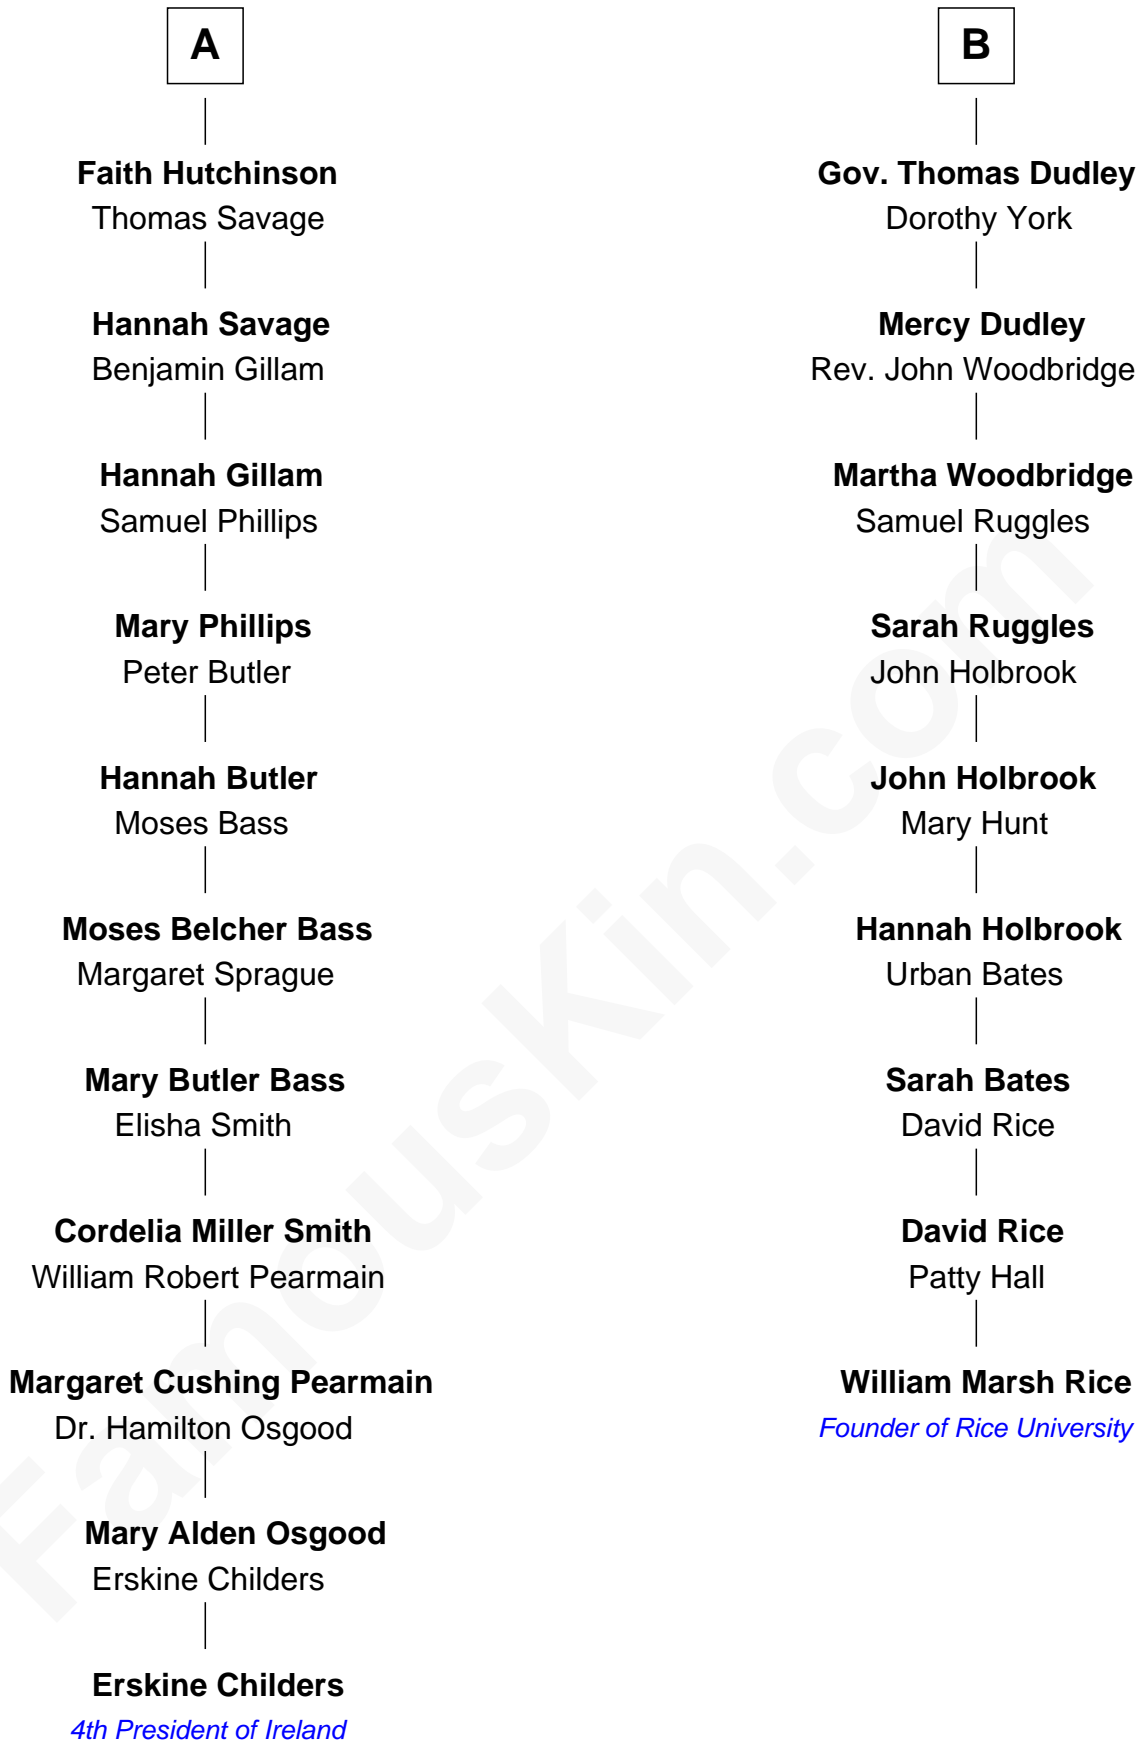 A
Faith Hutchinson
Thomas Savage
Hannah Savage
Benjamin Gillam
Hannah Gillam
Samuel Phillips
Mary Phillips
Peter Butler
Hannah Butler
Moses Bass
Moses Belcher Bass
Margaret Sprague
Mary Butler Bass
Elisha Smith
Cordelia Miller Smith
William Robert Pearmain
Margaret Cushing Pearmain
Dr. Hamilton Osgood
Mary Alden Osgood
Erskine Childers
Erskine Childers
4th President of Ireland
B
Gov. Thomas Dudley
Dorothy York
Mercy Dudley
Rev. John Woodbridge
Martha Woodbridge
Samuel Ruggles
Sarah Ruggles
John Holbrook
John Holbrook
Mary Hunt
Hannah Holbrook
Urban Bates
Sarah Bates
David Rice
David Rice
Patty Hall
William Marsh Rice
Founder of Rice University
FamousKin.com